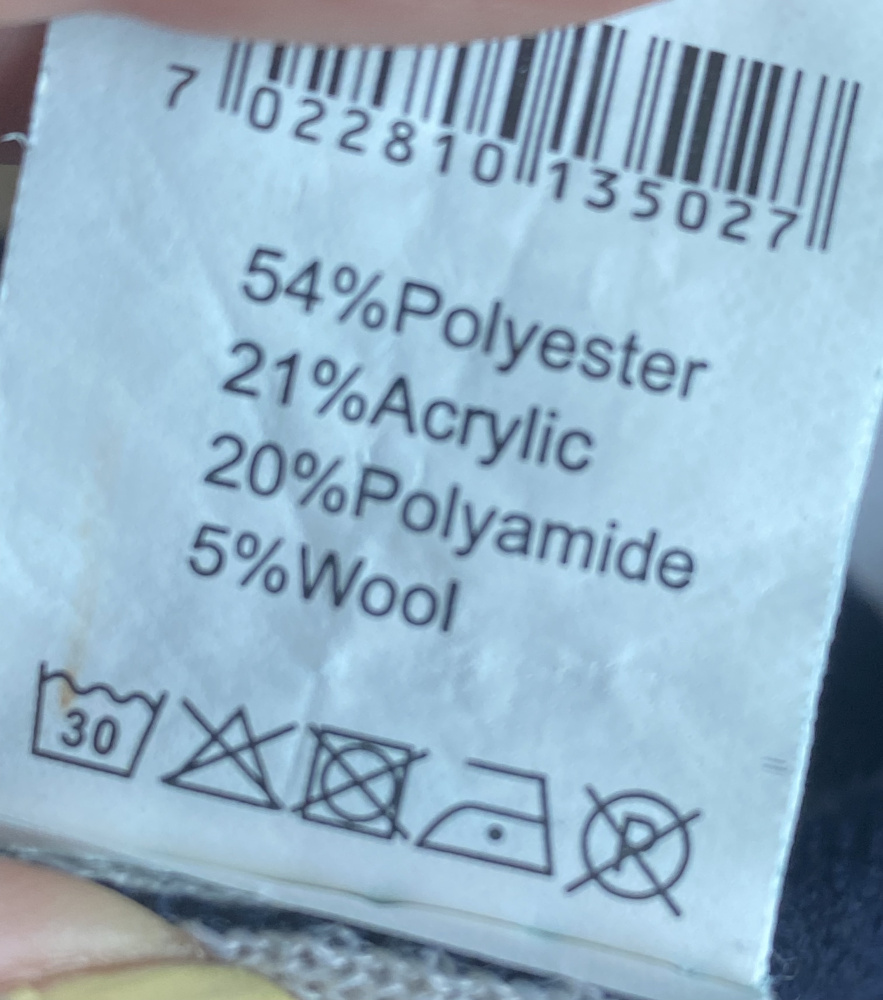 7 022810 135027
54%Polyester
21%Acrylic
20%Polyamide
5%Wool
30
P